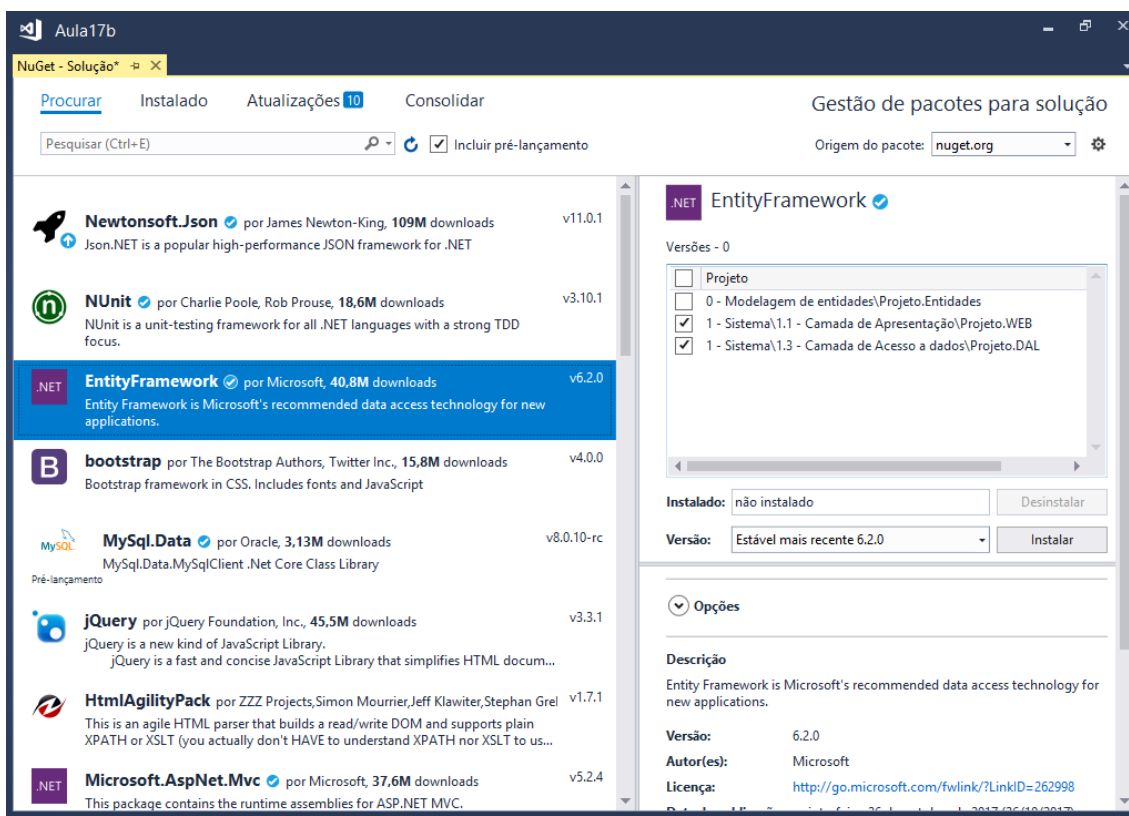 Aula17b
NuGet - Solução*
Procurar Instalado Atualizações 10 Consolidar
Gestão de pacotes para solução
Pesquisar (Ctrl+E)
Incluir pré-lançamento
Origem do pacote: nuget.org
Newtonsoft.Json por James Newton-King, 109M downloads v11.0.1
Json.NET is a popular high-performance JSON framework for .NET
NUnit por Charlie Poole, Rob Prouse, 18,6M downloads v3.10.1
NUnit is a unit-testing framework for all .NET languages with a strong TDD
focus.
.NET
EntityFramework por Microsoft, 40,8M downloads v6.2.0
Entity Framework is Microsoft's recommended data access technology for new
applications.
B
bootstrap por The Bootstrap Authors, Twitter Inc., 15,8M downloads v4.0.0
Bootstrap framework in CSS. Includes fonts and JavaScript
MySQL
MySql.Data por Oracle, 3,13M downloads v8.0.10-rc
MySql.Data.MySqlClient .Net Core Class Library
Pré-lançamento
jQuery por jQuery Foundation, Inc., 45,5M downloads v3.3.1
jQuery is a new kind of JavaScript Library.
jQuery is a fast and concise JavaScript Library that simplifies HTML docum...
HtmlAgilityPack por ZZZ Projects,Simon Mourrier,Jeff Klawiter,Stephan Grel v1.7.1
This is an agile HTML parser that builds a read/write DOM and supports plain
XPATH or XSLT (you actually don't HAVE to understand XPATH nor XSLT to us...
.NET
Microsoft.AspNet.Mvc por Microsoft, 37,6M downloads v5.2.4
This package contains the runtime assemblies for ASP.NET MVC.
.NET
EntityFramework
Versões - 0
Projeto
0 - Modelagem de entidades\Projeto.Entidades
1 - Sistema\1.1 - Camada de Apresentação\Projeto.WEB
1 - Sistema\1.3 - Camada de Acesso a dados\Projeto.DAL
Instalado: não instalado Desinstalar
Versão: Estável mais recente 6.2.0 Instalar
Opções
Descrição
Entity Framework is Microsoft's recommended data access technology for
new applications.
Versão: 6.2.0
Autor(es): Microsoft
Licença: http://go.microsoft.com/fwlink/?LinkID=262998